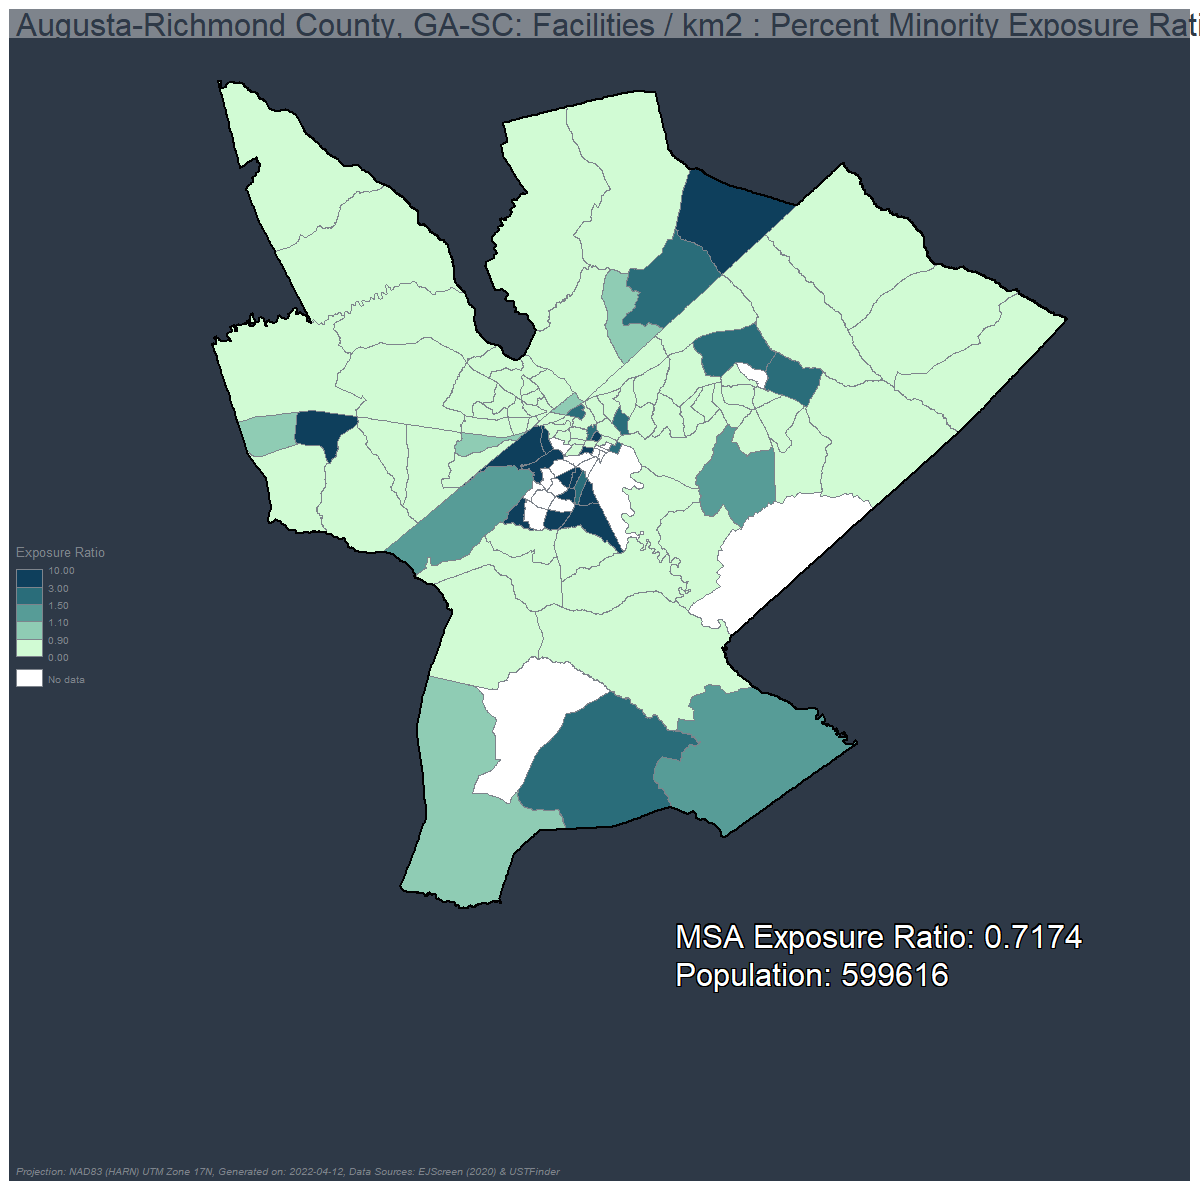 Augusta-Richmond County, GA-SC: Facilities / km2 : Percent Minority Exposure Rati
Exposure Ratio
10.00
3.00
1.50
1.10
0.90
0.00
No data
MSA Exposure Ratio: 0.7174
Population: 599616
Projection: NAD83 (HARN) UTM Zone 17N, Generated on: 2022-04-12, Data Sources: EJScreen (2020) & USTFinder